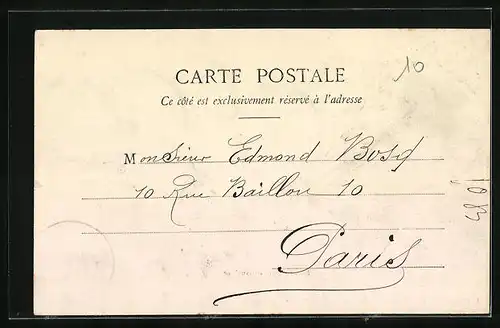 CARTE POSTALE
Ce côté est exclusivement réservé à l'adresse
10
Monsieur Edmond Bosq
10 Rue Baillou 10
Paris